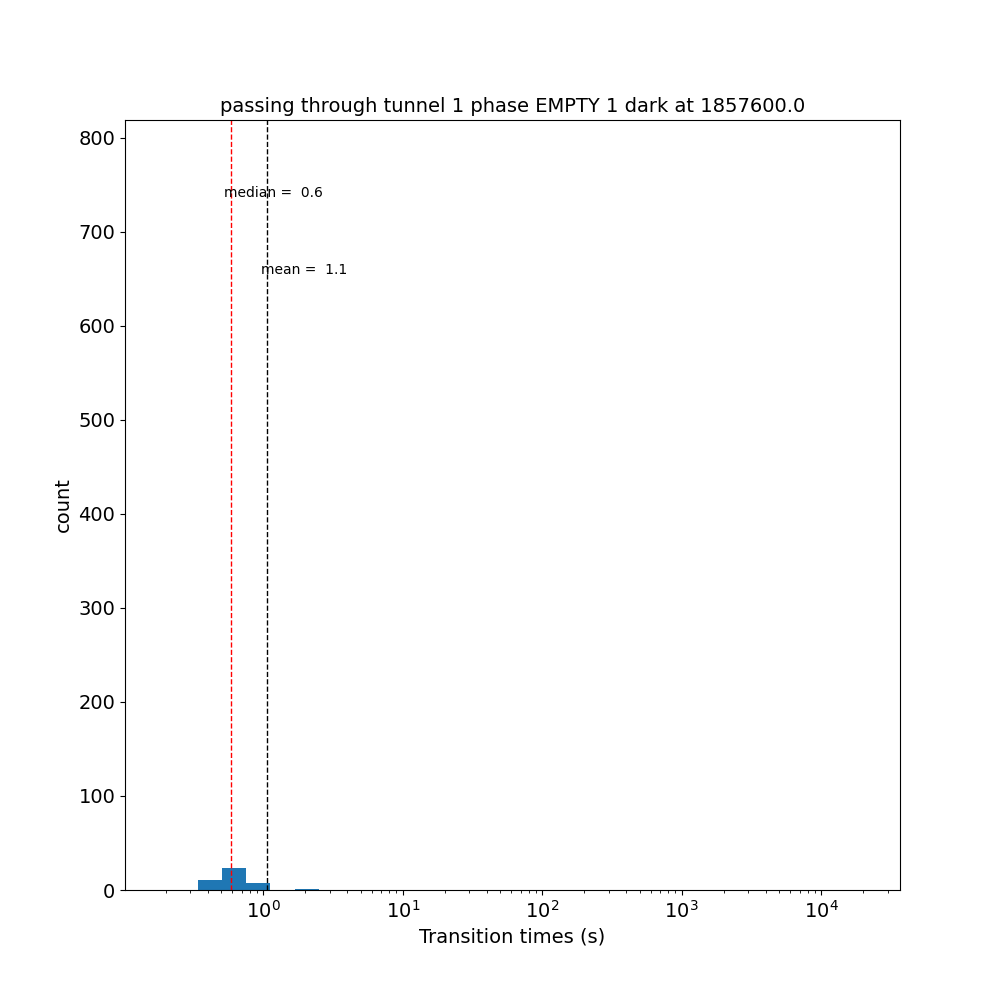 passing through tunnel 1 phase EMPTY 1 dark at 1857600.0
800
median =  0.6
700
mean =  1.1
600
500
count
400
300
200
100
0
10⁰ 10¹ 10² 10³ 10⁴
Transition times (s)